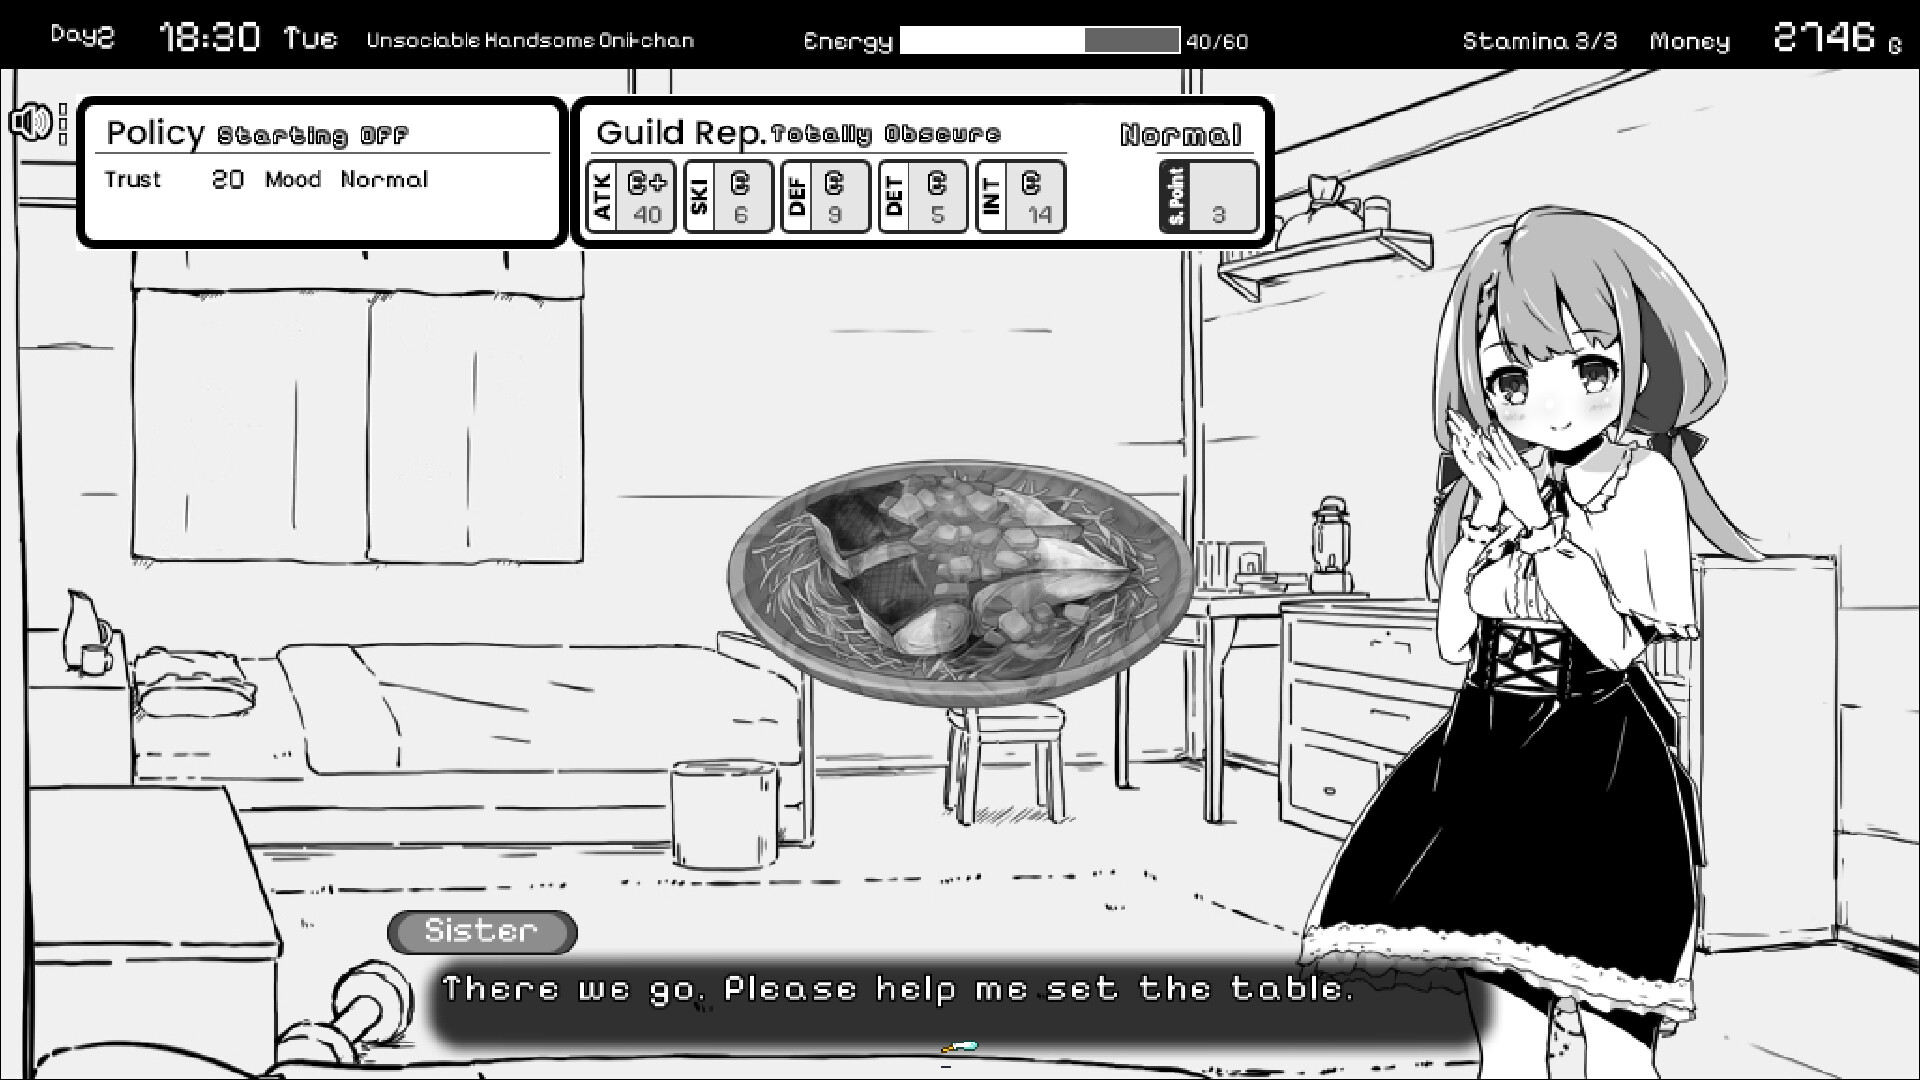 Day2 18:30 Tue Unsociable Handsome Oni-chan Energy 40/60 Stamina 3/3 Money 2746 G
Policy Starting Off
Trust 20 Mood Normal
Guild Rep. Totally Obscure Normal
ATK C+ 40 SKI C 6 DEF C 9 DET C 5 INT C 14 S. Point 3
Sister
There we go. Please help me set the table.